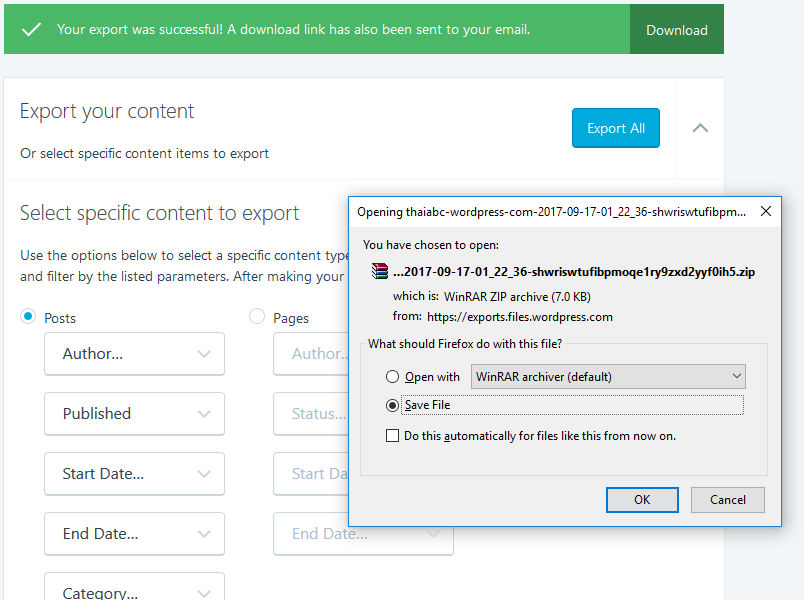 Your export was successful! A download link has also been sent to your email.
Download
Export your content
Export All
Or select specific content items to export
Select specific content to export
Use the options below to select a specific content type
and filter by the listed parameters. After making your
Posts
Pages
Author...
Author..
Published
Status...
Start Date...
Start Da
End Date...
End Date...
Category...
Opening thaiabc-wordpress-com-2017-09-17-01_22_36-shwriswtufibpm...
You have chosen to open:
...2017-09-17-01_22_36-shwriswtufibpmoqe1ry9zxd2yyf0ih5.zip
which is: WinRAR ZIP archive (7.0 KB)
from: https://exports.files.wordpress.com
What should Firefox do with this file?
Open with
WinRAR archiver (default)
Save File
Do this automatically for files like this from now on.
OK
Cancel